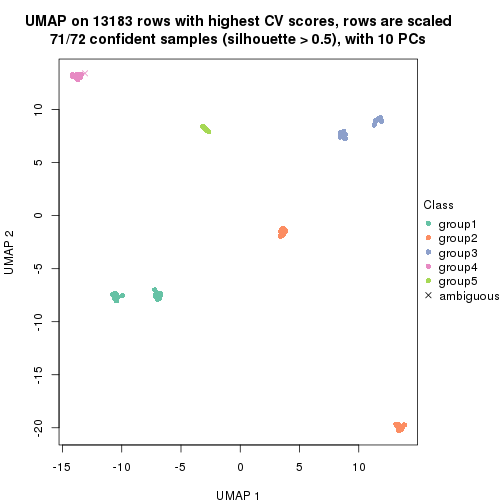 UMAP on 13183 rows with highest CV scores, rows are scaled
71/72 confident samples (silhouette > 0.5), with 10 PCs
10
5
0
-5
-10
-15
-20
UMAP 2
-15
-10
-5
0
5
10
UMAP 1
Class
group1
group2
group3
group4
group5
ambiguous